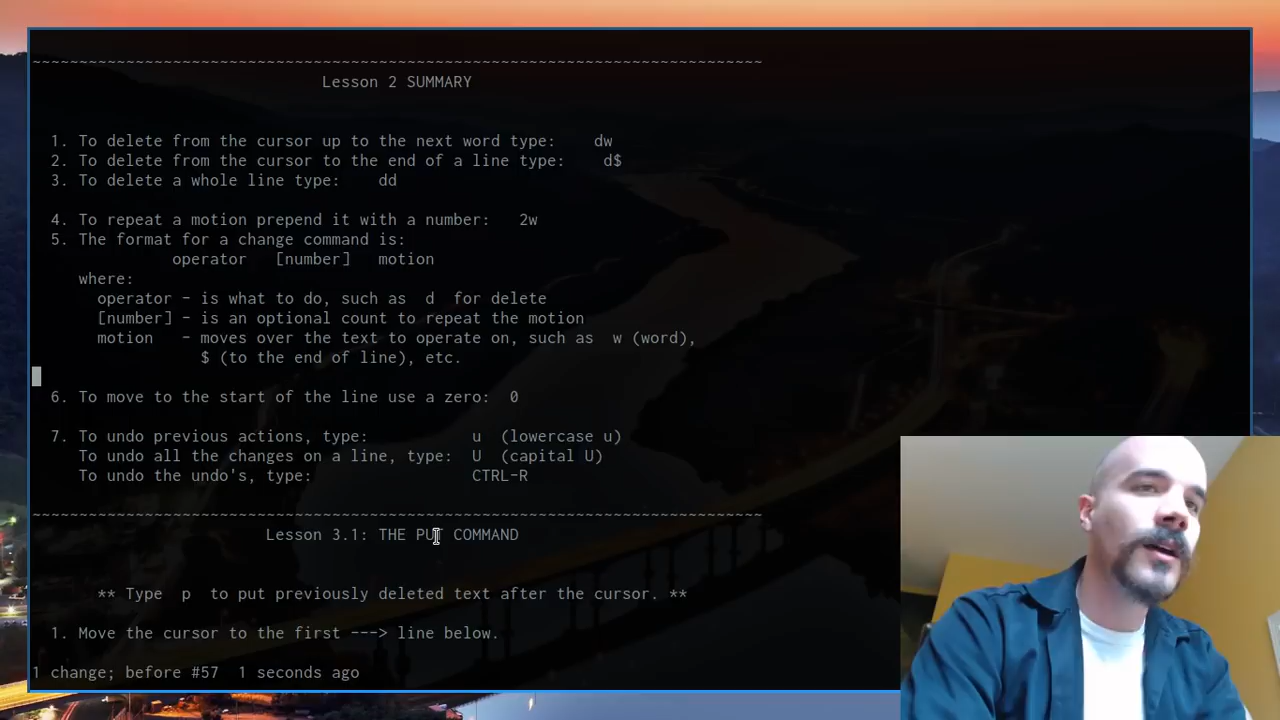 ~~~~~~~~~~~~~~~~~~~~~~~~~~~~~~~~~~~~~~~~~~~~~~~~~~~~~~~~~~~~~~~~~~~~~~~~~~~~~~
Lesson 2 SUMMARY
1. To delete from the cursor up to the next word type:    dw
2. To delete from the cursor to the end of a line type:    d$
3. To delete a whole line type:    dd
4. To repeat a motion prepend it with a number:   2w
5. The format for a change command is:
operator   [number]   motion
where:
operator - is what to do, such as  d  for delete
[number] - is an optional count to repeat the motion
motion   - moves over the text to operate on, such as  w (word),
$ (to the end of line), etc.
6. To move to the start of the line use a zero:  0
7. To undo previous actions, type:           u  (lowercase u)
To undo all the changes on a line, type:  U  (capital U)
To undo the undo's, type:                 CTRL-R
~~~~~~~~~~~~~~~~~~~~~~~~~~~~~~~~~~~~~~~~~~~~~~~~~~~~~~~~~~~~~~~~~~~~~~~~~~~~~~
Lesson 3.1: THE PUT COMMAND
** Type  p  to put previously deleted text after the cursor. **
1. Move the cursor to the first ---> line below.
1 change; before #57  1 seconds ago